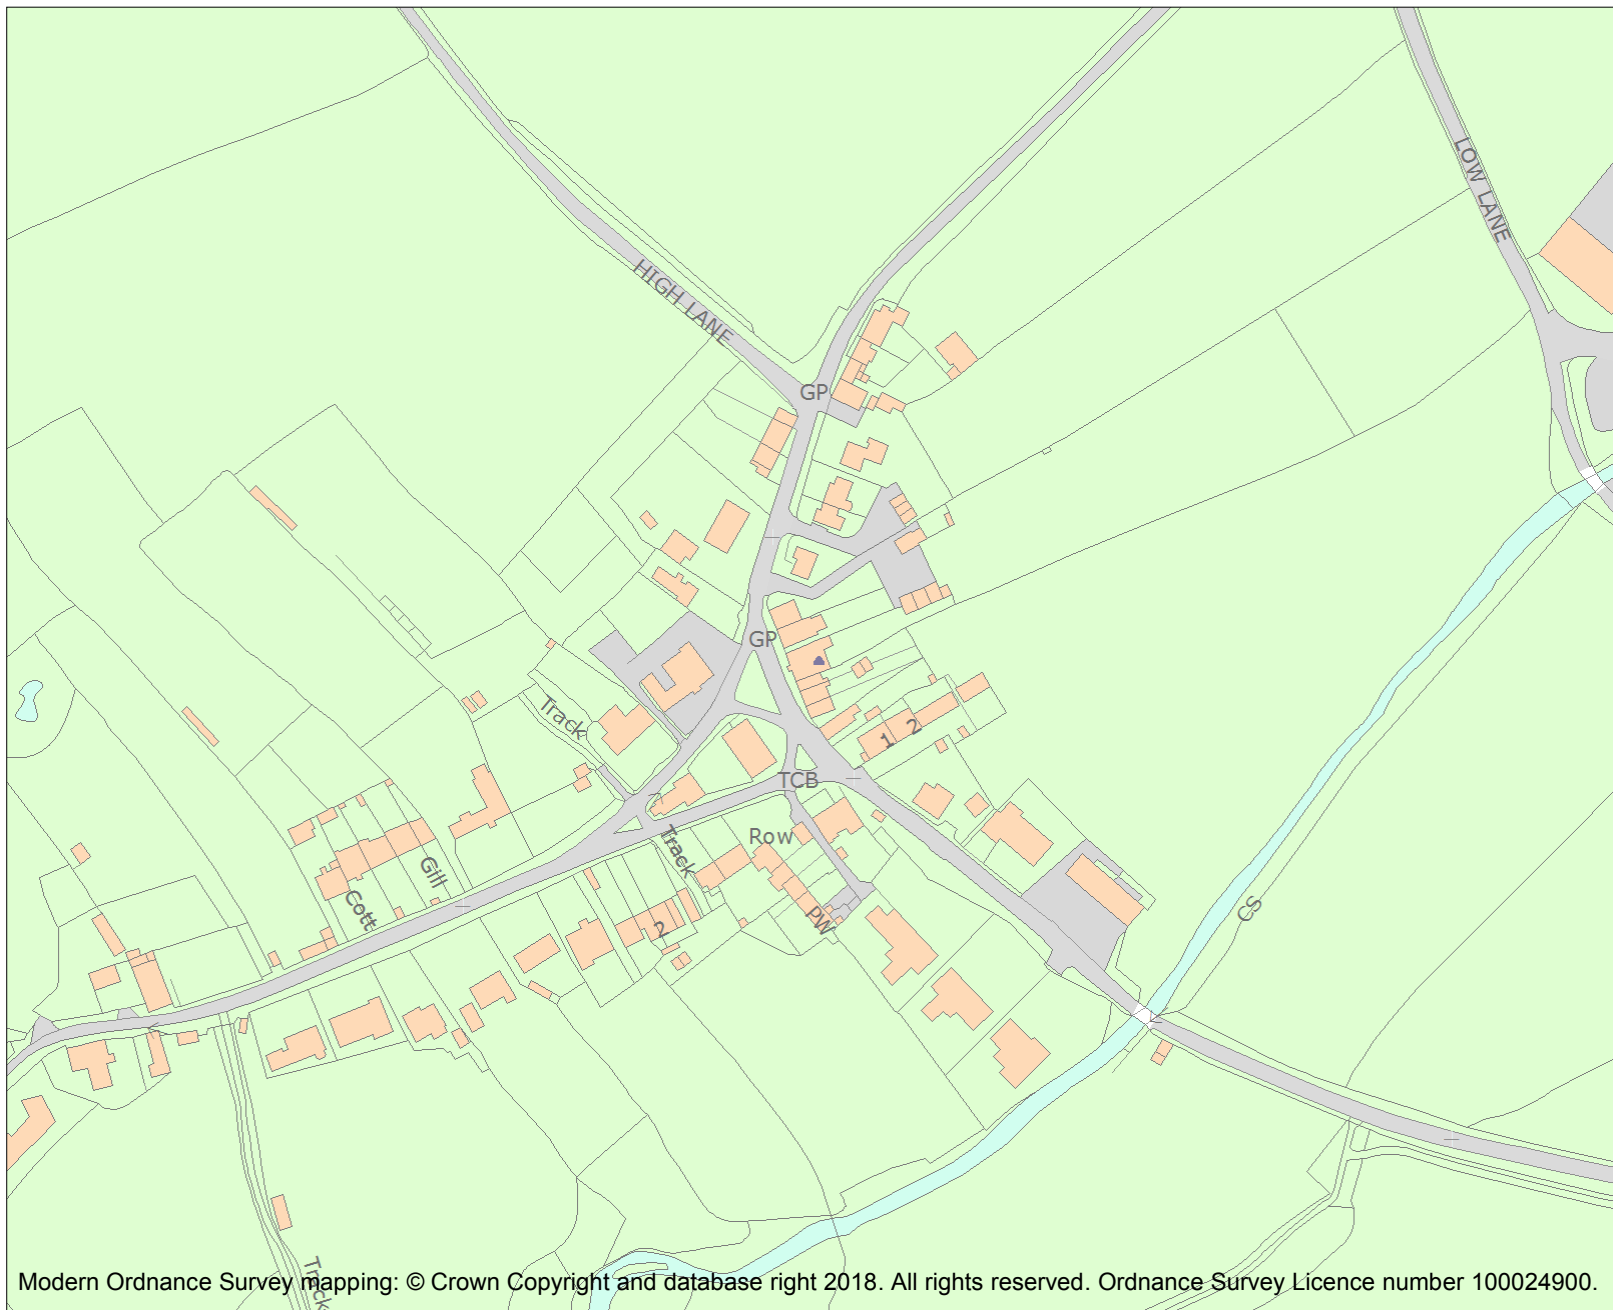 LOW LANE
HIGH LANE
GP
GP
Track
1
2
TCB
Row
Track
Gill
Cott
PW
2
CS
Track
Modern Ordnance Survey mapping: © Crown Copyright and database right 2018. All rights reserved. Ordnance Survey Licence number 100024900.